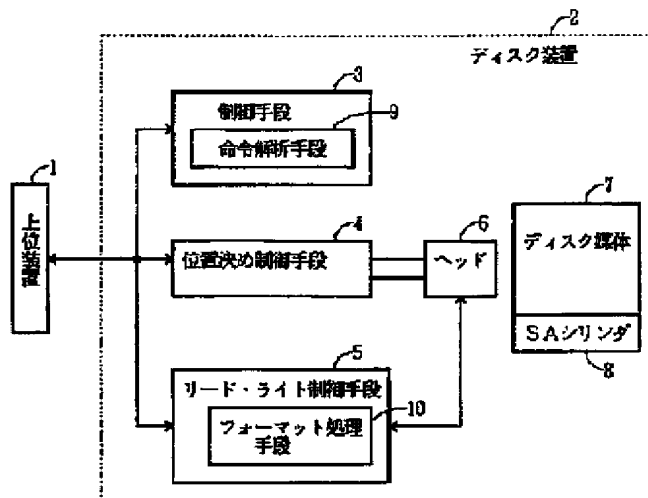 2
ディスク装置
3
制御手段
9
命令解析手段
1
上位装置
4
位置決め制御手段
6
ヘッド
7
ディスク媒体
SAシリンダ
8
5
リード・ライト制御手段
10
フォーマット処理
手段